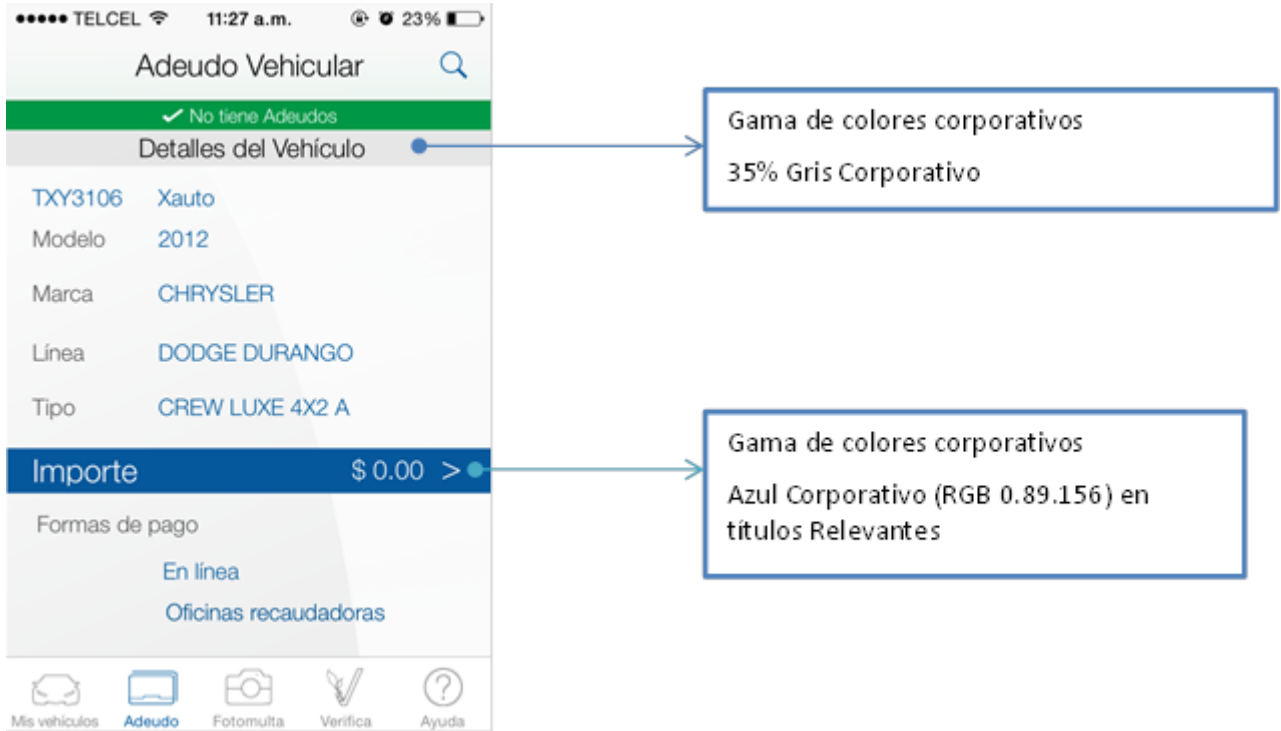 TELCEL 11:27 a.m. 23%
Adeudo Vehicular
✓ No tiene Adeudos
Detalles del Vehículo
TXY3106 Xauto
Modelo 2012
Marca CHRYSLER
Línea DODGE DURANGO
Tipo CREW LUXE 4X2 A
Importe $ 0.00 >
Formas de pago
En línea
Oficinas recaudadoras
Mis vehículos Adeudo Fotomulta Verifica Ayuda
Gama de colores corporativos
35% Gris Corporativo
Gama de colores corporativos
Azul Corporativo (RGB 0.89.156) en
títulos Relevantes